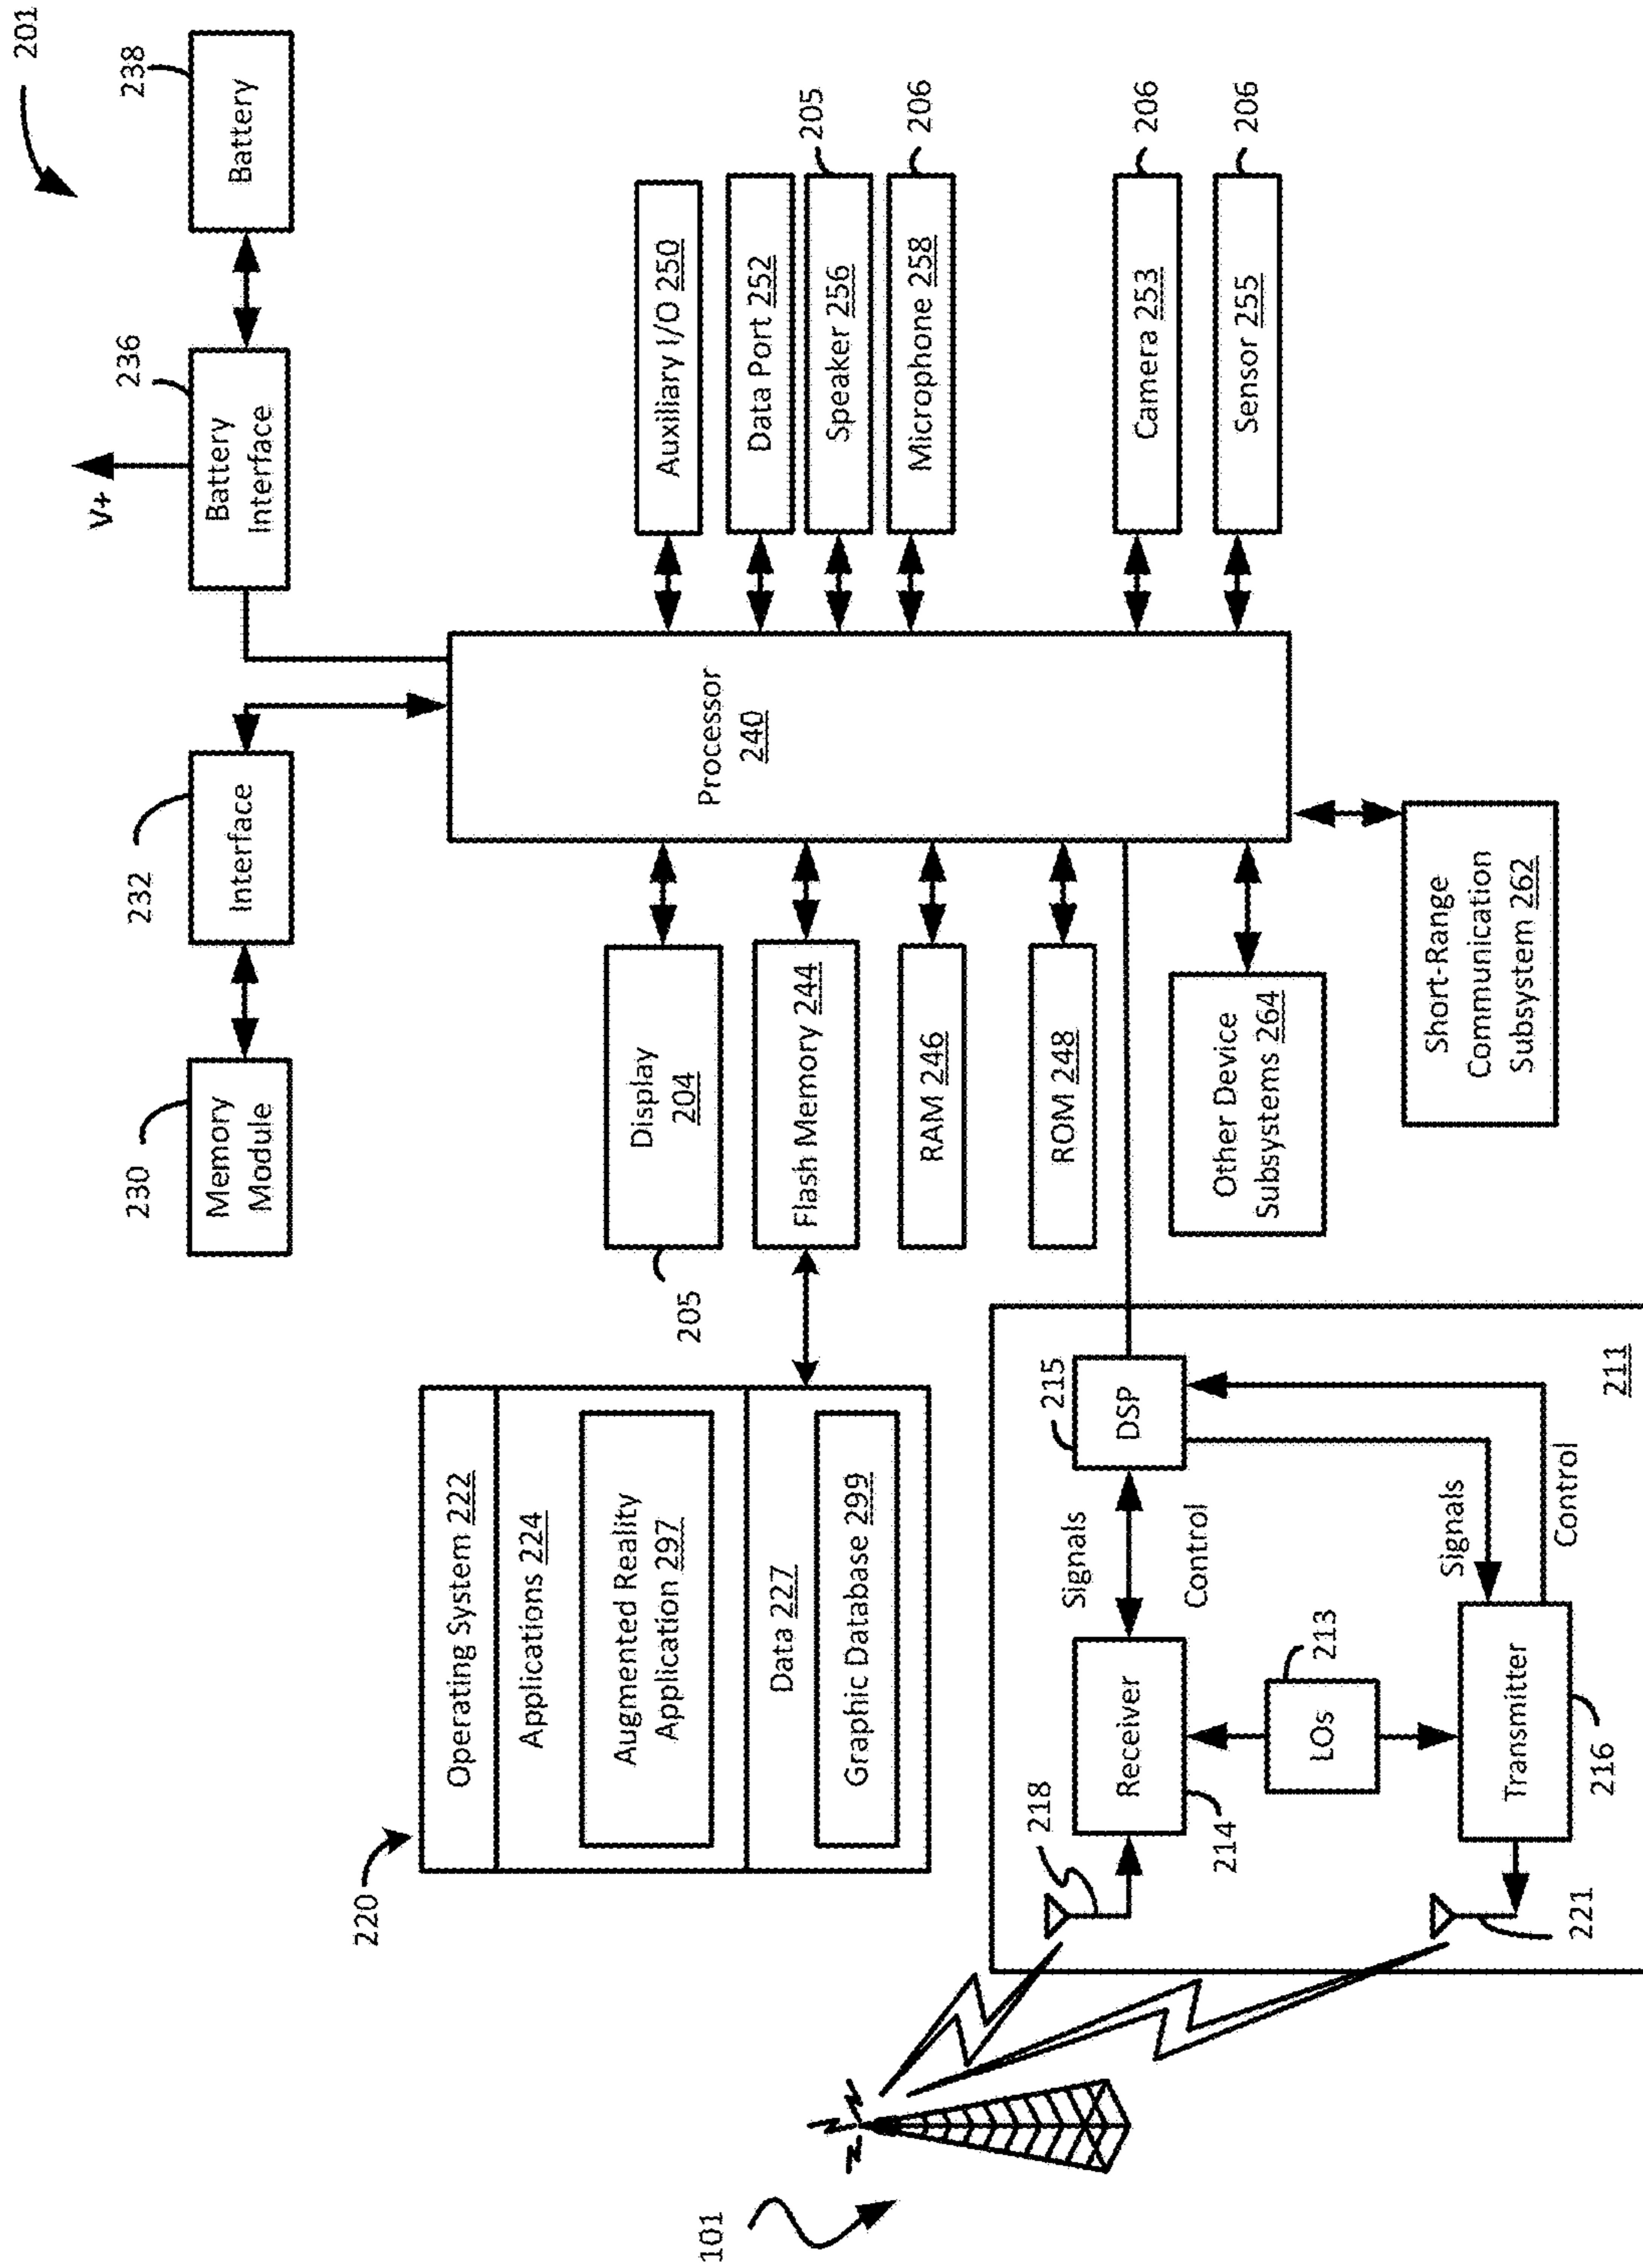 201
V+
230
232
236
238
Memory
Module
Interface
Battery
Interface
Battery
220
Operating System 222
Applications 224
Augmented Reality
Application 297
Data 227
Graphic Database 299
205
Display
204
Flash Memory 244
RAM 246
ROM 248
Other Device
Subsystems 264
Short-Range
Communication
Subsystem 262
Processor
240
Auxiliary I/O 250
Data Port 252
Speaker 256
205
Microphone 258
206
Camera 253
206
Sensor 255
206
101
218
Receiver
214
Signals
Control
215
DSP
LOs
213
Signals
Control
Transmitter
216
221
211